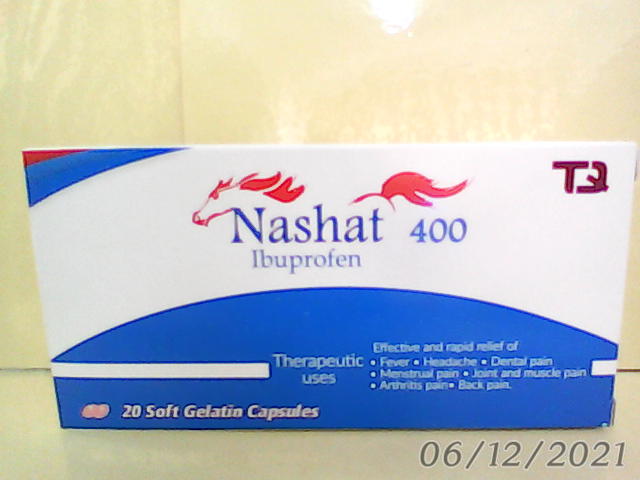 TQ
Nashat 400
Ibuprofen
Therapeutic
uses
Effective and rapid relief of
• Fever • Headache • Dental pain
• Menstrual pain • Joint and muscle pain
• Arthritis pain • Back pain.
20 Soft Gelatin Capsules
06/12/2021